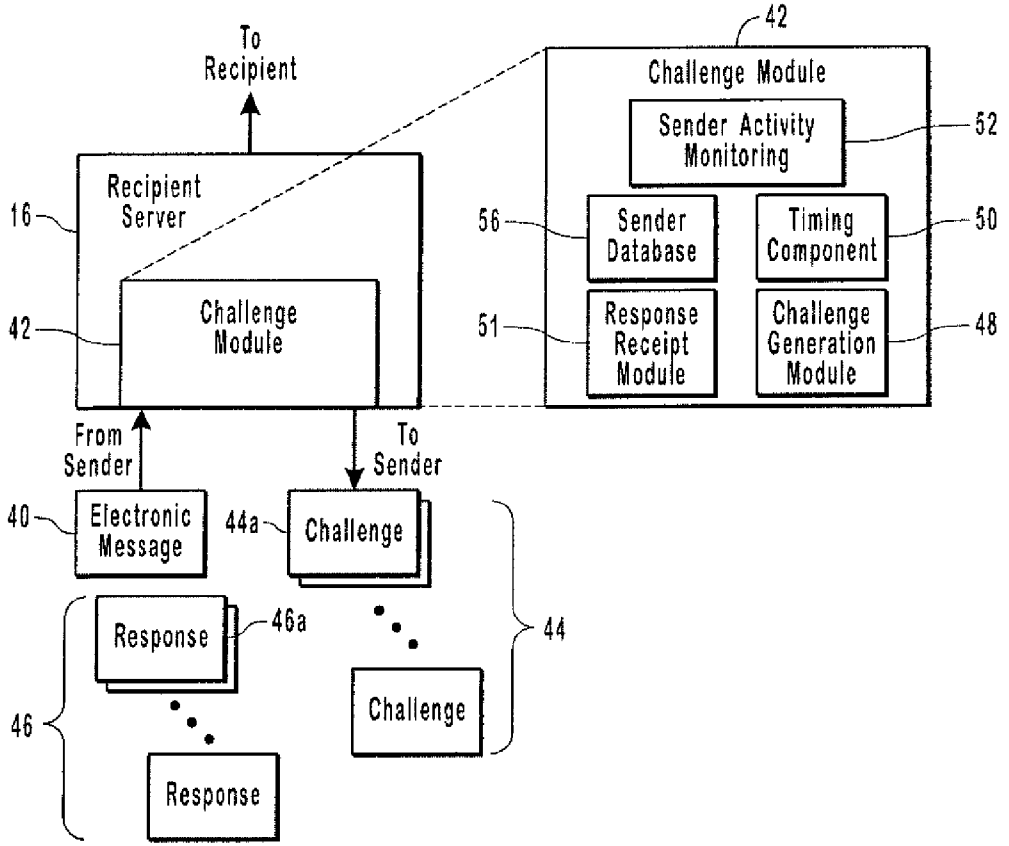 To
Recipient
42
Challenge Module
Sender Activity
Monitoring
52
Recipient
Server
16
56
Sender
Database
Timing
Component
50
42
Challenge
Module
51
Response
Receipt
Module
Challenge
Generation
Module
48
From
Sender
To
Sender
40
Electronic
Message
44a
Challenge
Response
46a
44
46
Challenge
Response